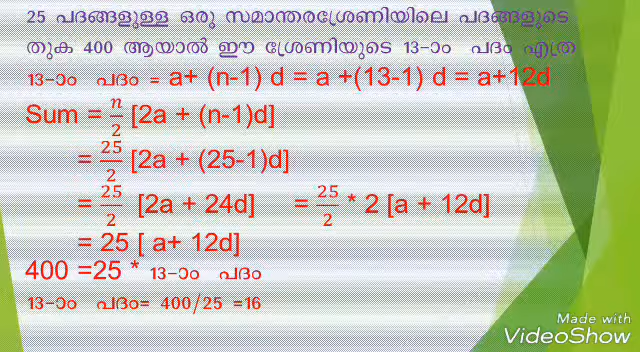 25 പദങ്ങളുള്ള ഒരു സമാന്തരശ്രേണിയിലെ പദങ്ങളുടെ
തുക 400 ആയാൽ ഈ ശ്രേണിയുടെ 13-ാം പദം എത്ര
13-ാം പദം = a+ (n-1) d = a +(13-1) d = a+12d
Sum = n/2 [2a + (n-1)d]
= 25/2 [2a + (25-1)d]
= 25/2 [2a + 24d] = 25/2 * 2 [a + 12d]
= 25 [ a+ 12d]
400 =25 * 13-ാം പദം
13-ാം പദം= 400/25 =16
Made with
VideoShow